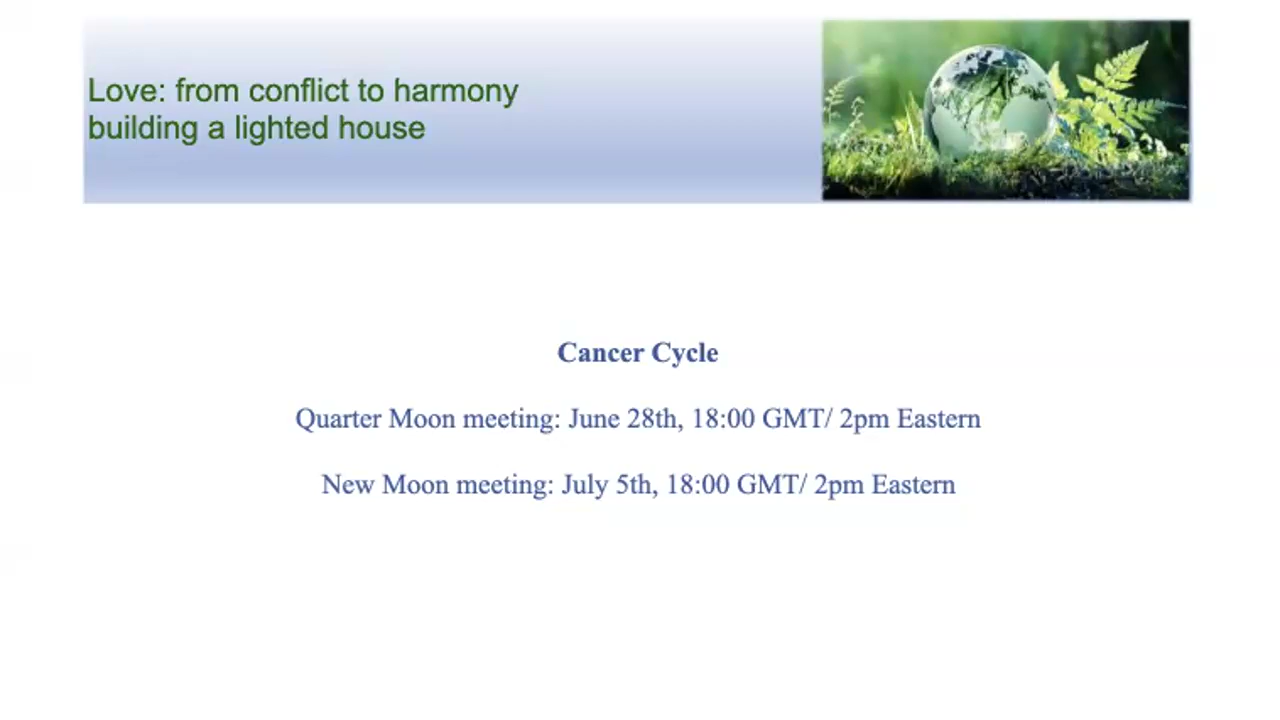 Love: from conflict to harmony
building a lighted house
Cancer Cycle
Quarter Moon meeting: June 28th, 18:00 GMT/ 2pm Eastern
New Moon meeting: July 5th, 18:00 GMT/ 2pm Eastern